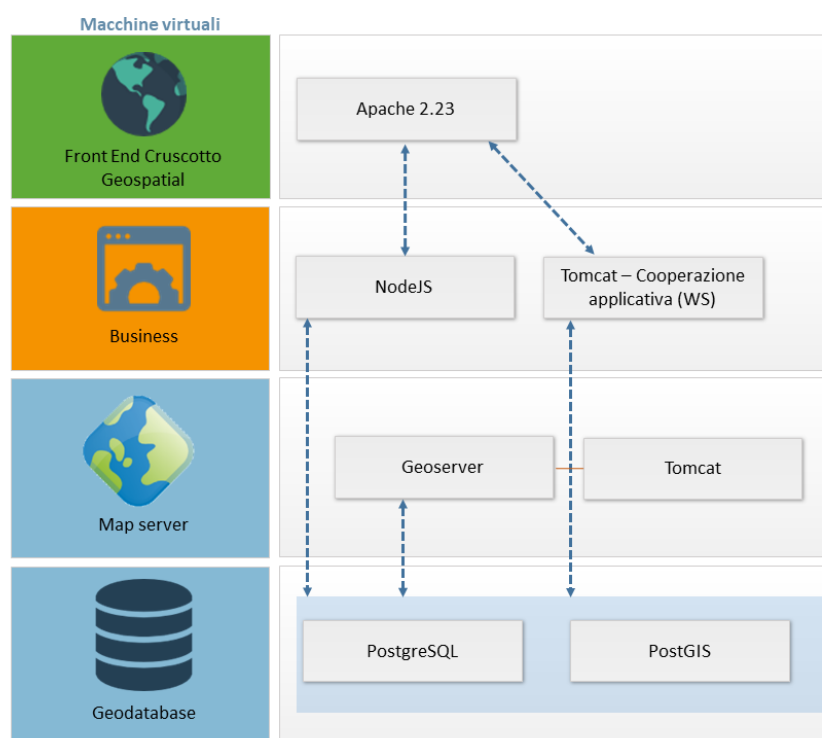 Macchine virtuali
Front End Cruscotto
Geospatial
Apache 2.23
Business
NodeJS
Tomcat – Cooperazione
applicativa (WS)
Map server
Geoserver
Tomcat
Geodatabase
PostgreSQL
PostGIS